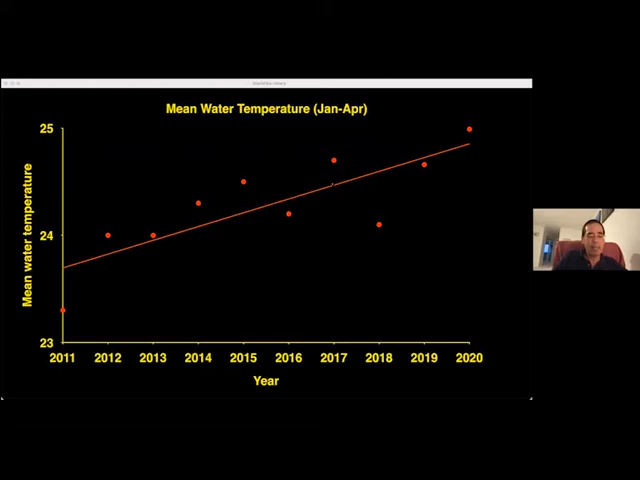 Mean Water Temperature (Jan-Apr)
25
24
23
Mean water temperature
2011 2012 2013 2014 2015 2016 2017 2018 2019 2020
Year